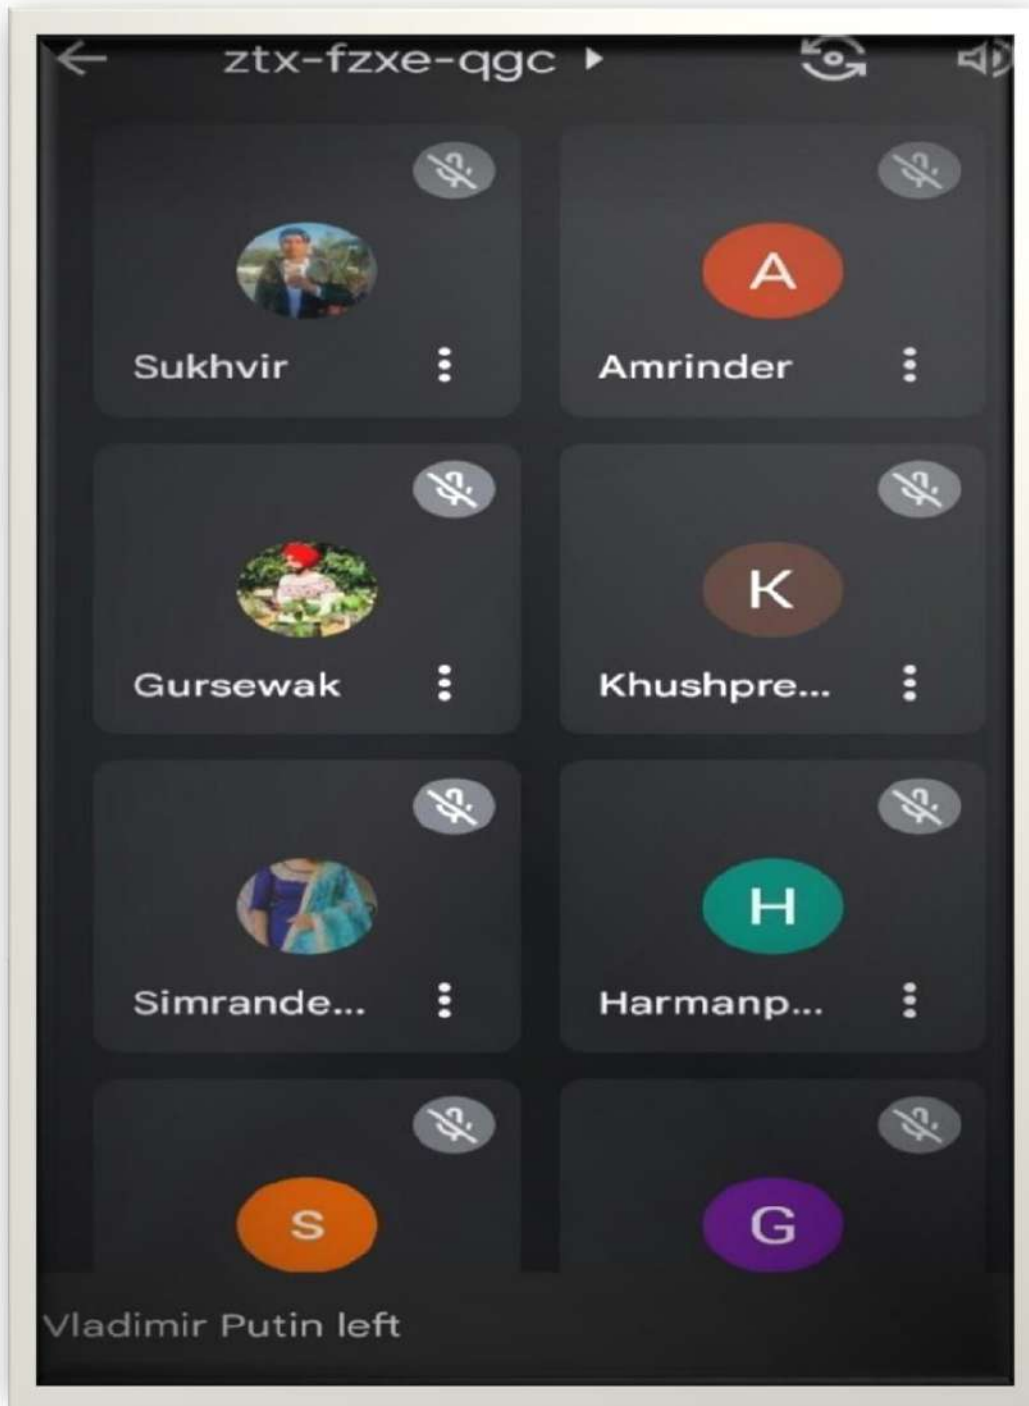 ztx-fzxe-qgc
A
Sukhvir
Amrinder
K
Gursewak
Khushpre...
H
Simrande...
Harmanp...
S
G
Vladimir Putin left